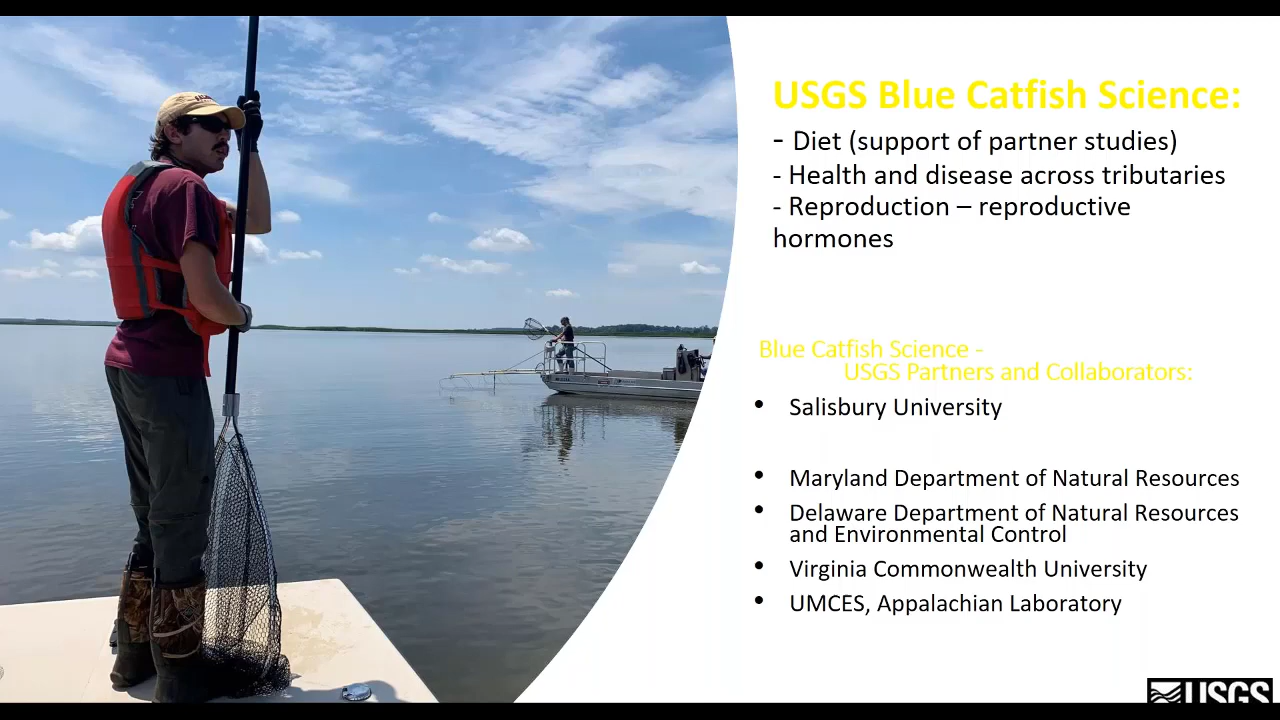 USGS Blue Catfish Science:
- Diet (support of partner studies)
- Health and disease across tributaries
- Reproduction – reproductive
hormones
Blue Catfish Science -
USGS Partners and Collaborators:
• Salisbury University
• Maryland Department of Natural Resources
• Delaware Department of Natural Resources
and Environmental Control
• Virginia Commonwealth University
• UMCES, Appalachian Laboratory
USGS